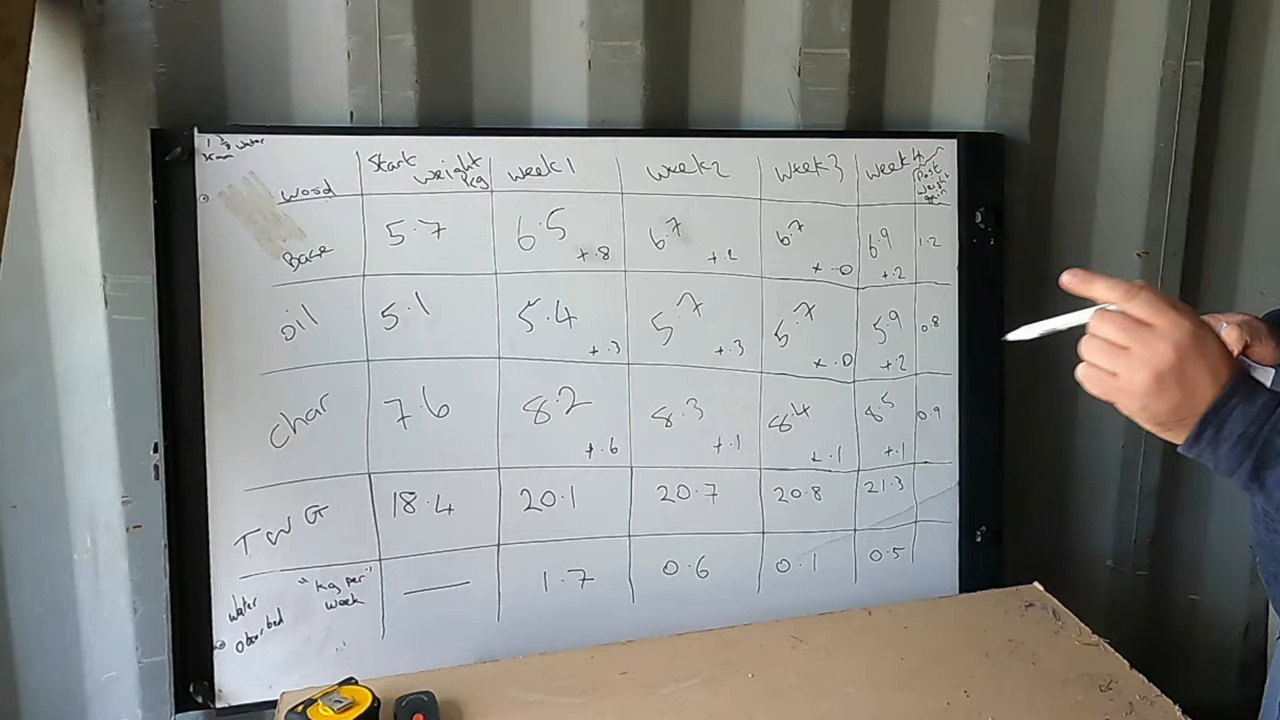 wood
Start weight kg
week 1
week 2
week 3
week 4
Post
gain
Base
5.7
6.5 +.8
6.7 +.2
6.7 +.0
6.9 +.2
1.2
oil
5.1
5.4 +.3
5.7 +.3
5.7 +.0
5.9 +.2
0.8
Char
7.6
8.2 +.6
8.3 +.1
8.4 +.1
8.5 +.1
0.9
TWG
18.4
20.1
20.7
20.8
21.3
water obsorbed "kg per" week
—
1.7
0.6
0.1
0.5